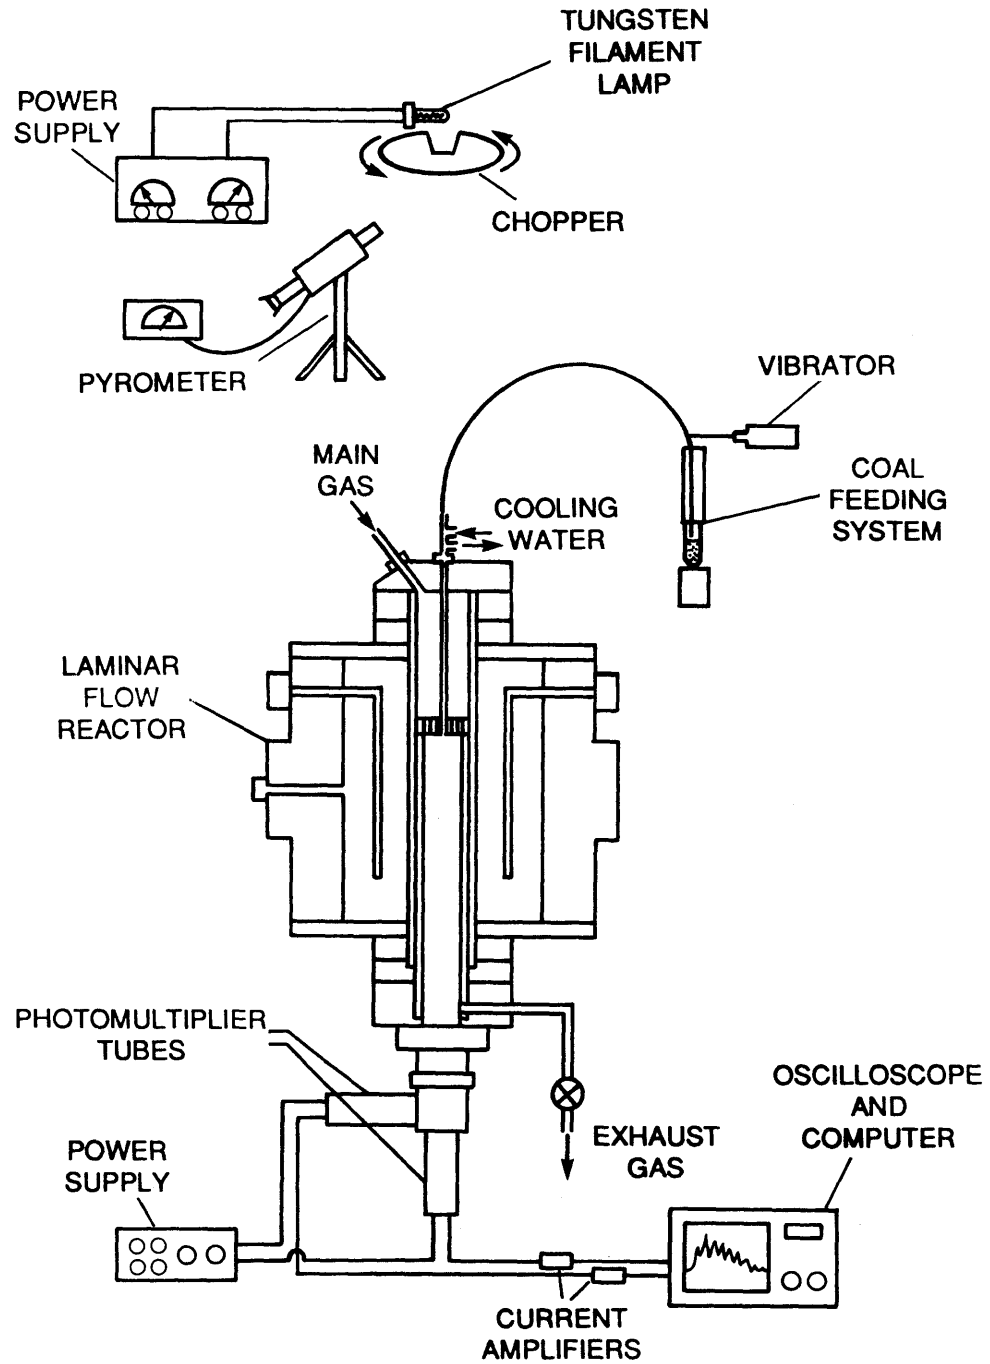 TUNGSTEN
FILAMENT
LAMP
POWER
SUPPLY
CHOPPER
PYROMETER
VIBRATOR
MAIN
GAS
COOLING
WATER
COAL
FEEDING
SYSTEM
LAMINAR
FLOW
REACTOR
PHOTOMULTIPLIER
TUBES
OSCILLOSCOPE
AND
COMPUTER
EXHAUST
GAS
POWER
SUPPLY
CURRENT
AMPLIFIERS